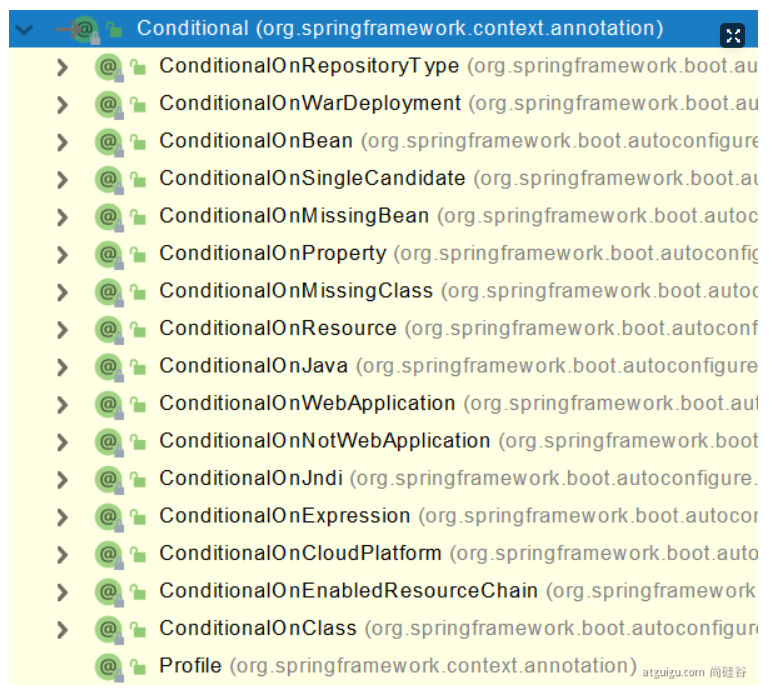 Conditional (org.springframework.context.annotation)
ConditionalOnRepositoryType (org.springframework.boot.au
ConditionalOnWarDeployment (org.springframework.boot.au
ConditionalOnBean (org.springframework.boot.autoconfigure
ConditionalOnSingleCandidate (org.springframework.boot.au
ConditionalOnMissingBean (org.springframework.boot.autoc
ConditionalOnProperty (org.springframework.boot.autoconfig
ConditionalOnMissingClass (org.springframework.boot.autoc
ConditionalOnResource (org.springframework.boot.autoconf
ConditionalOnJava (org.springframework.boot.autoconfigure
ConditionalOnWebApplication (org.springframework.boot.aut
ConditionalOnNotWebApplication (org.springframework.boot
ConditionalOnJndi (org.springframework.boot.autoconfigure.
ConditionalOnExpression (org.springframework.boot.autocon
ConditionalOnCloudPlatform (org.springframework.boot.auto
ConditionalOnEnabledResourceChain (org.springframework
ConditionalOnClass (org.springframework.boot.autoconfigure
Profile (org.springframework.context.annotation)
atguigu.com 尚硅谷